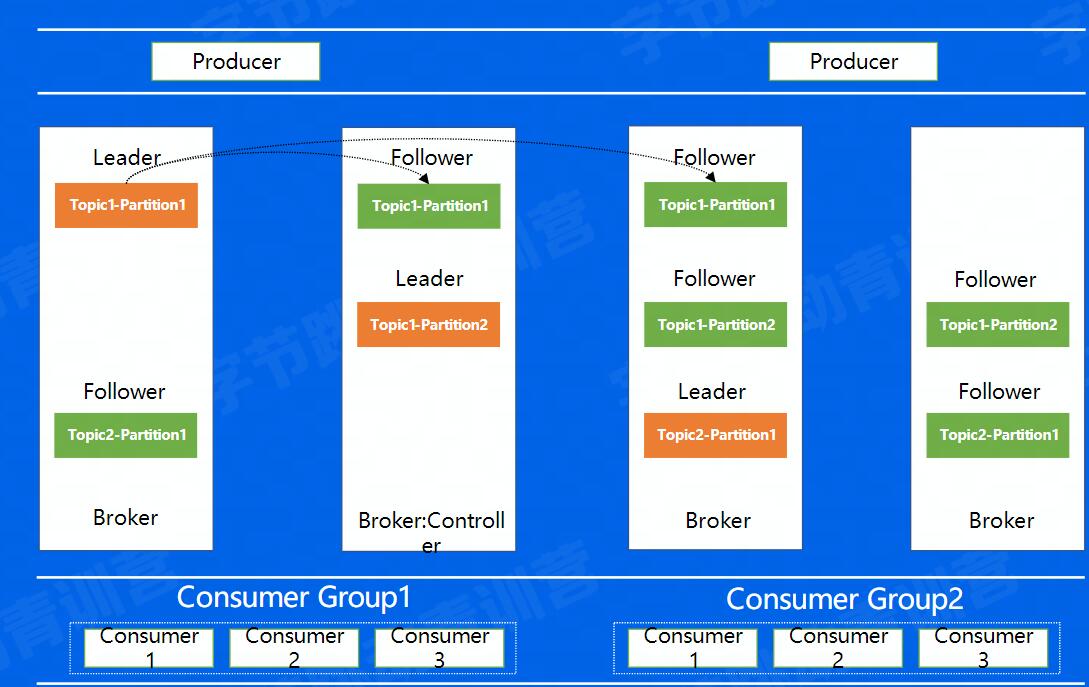 Producer
Producer
Leader
Follower
Follower
Topic1-Partition1
Topic1-Partition1
Topic1-Partition1
Leader
Follower
Follower
Topic1-Partition2
Topic1-Partition2
Topic1-Partition2
Follower
Leader
Follower
Topic2-Partition1
Topic2-Partition1
Topic2-Partition1
Broker
Broker:Controll
er
Broker
Broker
Consumer Group1
Consumer Group2
Consumer
1
Consumer
2
Consumer
3
Consumer
1
Consumer
2
Consumer
3